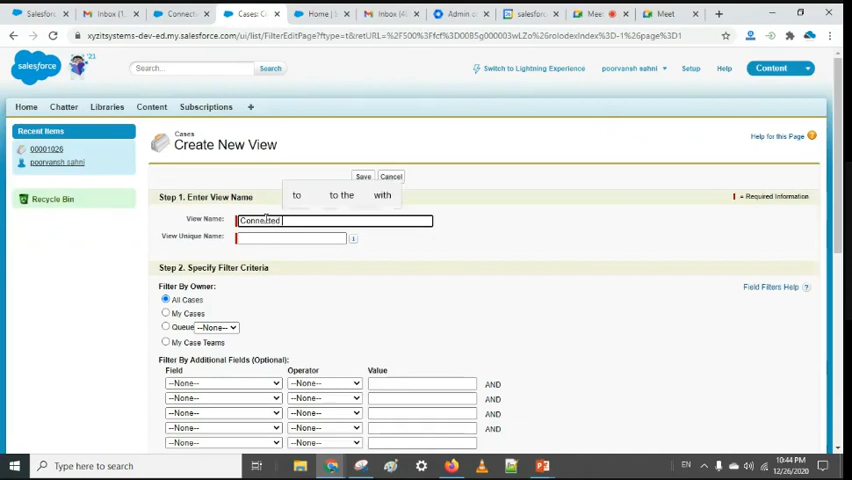 Salesforce
Inbox (1
Connecte
Cases: C
Home | S
Inbox (4)
Admin o
salesforc
Meet
Meet
xyzitsystems-dev-ed.my.salesforce.com/ui/list/FilterEditPage?ftype=t&retURL=%2F500%3Ffcf%3D00B5g000003wLZo%26rolodexIndex%3D-1%26page%3D1
salesforce
'21
Search...
Search
Switch to Lightning Experience
poorvansh sahni
Setup
Help
Content
Home
Chatter
Libraries
Content
Subscriptions
+
Recent Items
00001026
poorvansh sahni
Recycle Bin
Cases
Create New View
Help for this Page
Save
Cancel
to
to the
with
Step 1. Enter View Name
= Required Information
View Name:
Connected
View Unique Name:
i
Step 2. Specify Filter Criteria
Filter By Owner:
Field Filters Help ?
All Cases
My Cases
Queue --None--
My Case Teams
Filter By Additional Fields (Optional):
Field Operator Value
--None-- --None-- AND
--None-- --None-- AND
--None-- --None-- AND
--None-- --None-- AND
--None-- --None--
Type here to search
EN
10:44 PM
12/26/2020